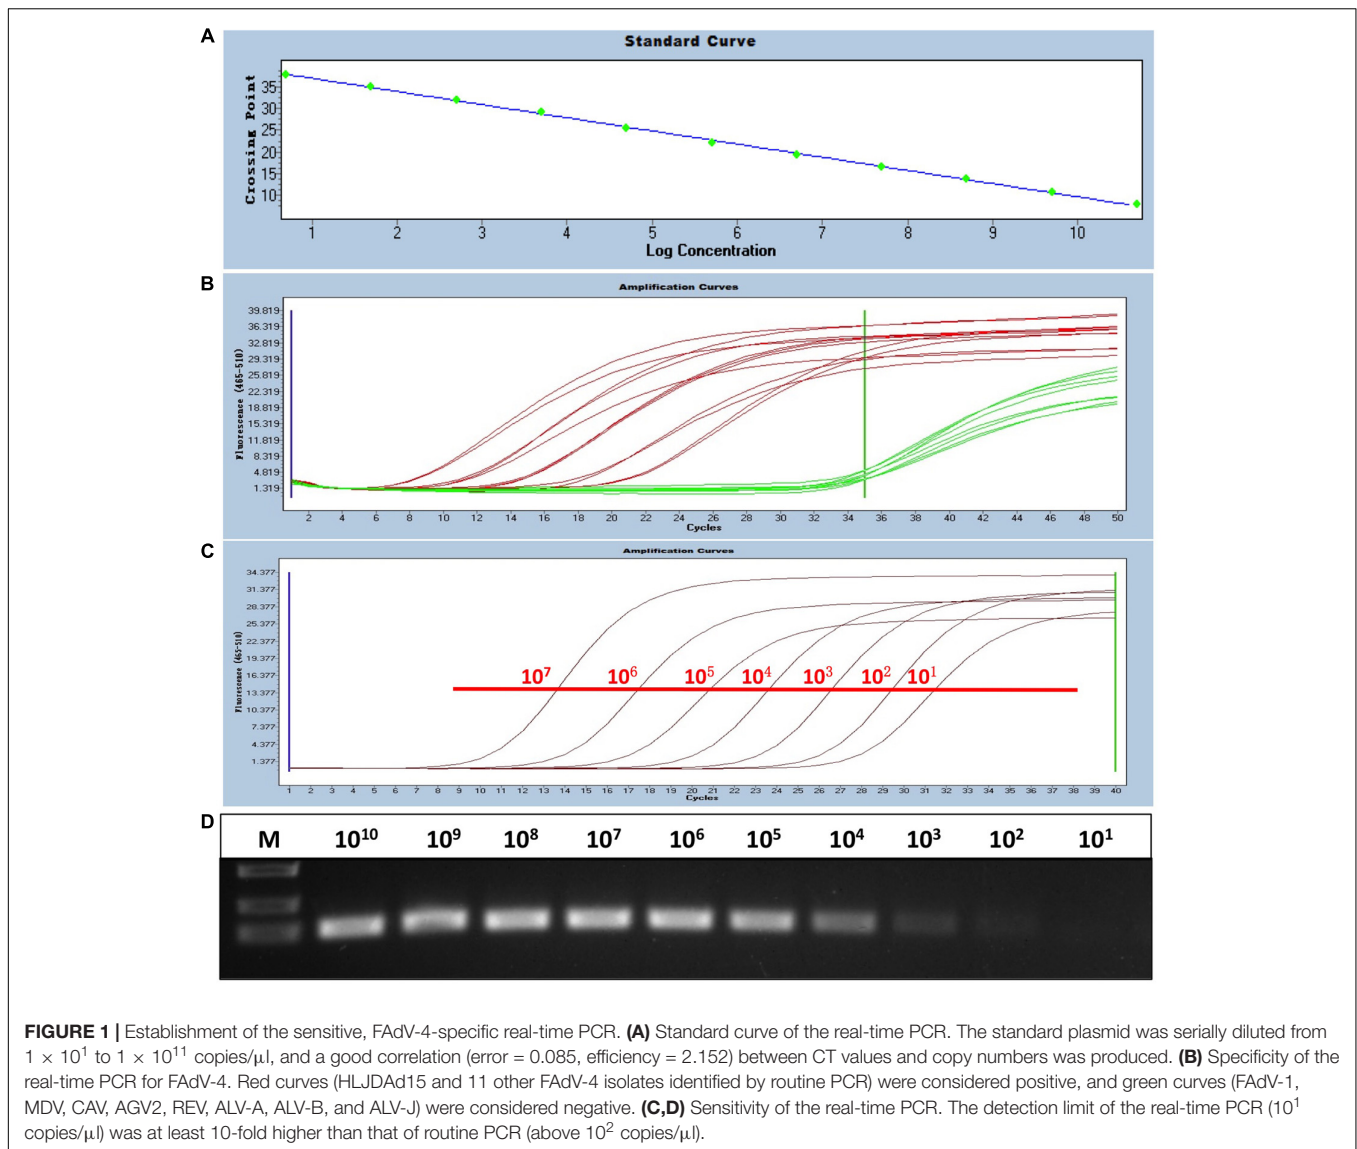 A
Standard Curve
Crossing Point
35
30
25
20
15
10
1 2 3 4 5 6 7 8 9 10
Log Concentration
B
Amplification Curves
Fluorescence (465-510)
39.819
36.319
32.819
29.319
25.819
22.319
18.819
15.319
11.819
8.319
4.819
1.319
2 4 6 8 10 12 14 16 18 20 22 24 26 28 30 32 34 36 38 40 42 44 46 48 50
Cycles
C
Amplification Curves
Fluorescence (465-510)
34.377
31.377
28.377
25.377
22.377
19.377
16.377
13.377
10.377
7.377
4.377
1.377
10⁷ 10⁶ 10⁵ 10⁴ 10³ 10² 10¹
1 2 3 4 5 6 7 8 9 10 11 12 13 14 15 16 17 18 19 20 21 22 23 24 25 26 27 28 29 30 31 32 33 34 35 36 37 38 39 40
Cycles
D
M 10¹⁰ 10⁹ 10⁸ 10⁷ 10⁶ 10⁵ 10⁴ 10³ 10² 10¹
FIGURE 1 | Establishment of the sensitive, FAdV-4-specific real-time PCR. (A) Standard curve of the real-time PCR. The standard plasmid was serially diluted from
1 × 10¹ to 1 × 10¹¹ copies/μl, and a good correlation (error = 0.085, efficiency = 2.152) between CT values and copy numbers was produced. (B) Specificity of the
real-time PCR for FAdV-4. Red curves (HLJDAd15 and 11 other FAdV-4 isolates identified by routine PCR) were considered positive, and green curves (FAdV-1,
MDV, CAV, AGV2, REV, ALV-A, ALV-B, and ALV-J) were considered negative. (C,D) Sensitivity of the real-time PCR. The detection limit of the real-time PCR (10¹
copies/μl) was at least 10-fold higher than that of routine PCR (above 10² copies/μl).